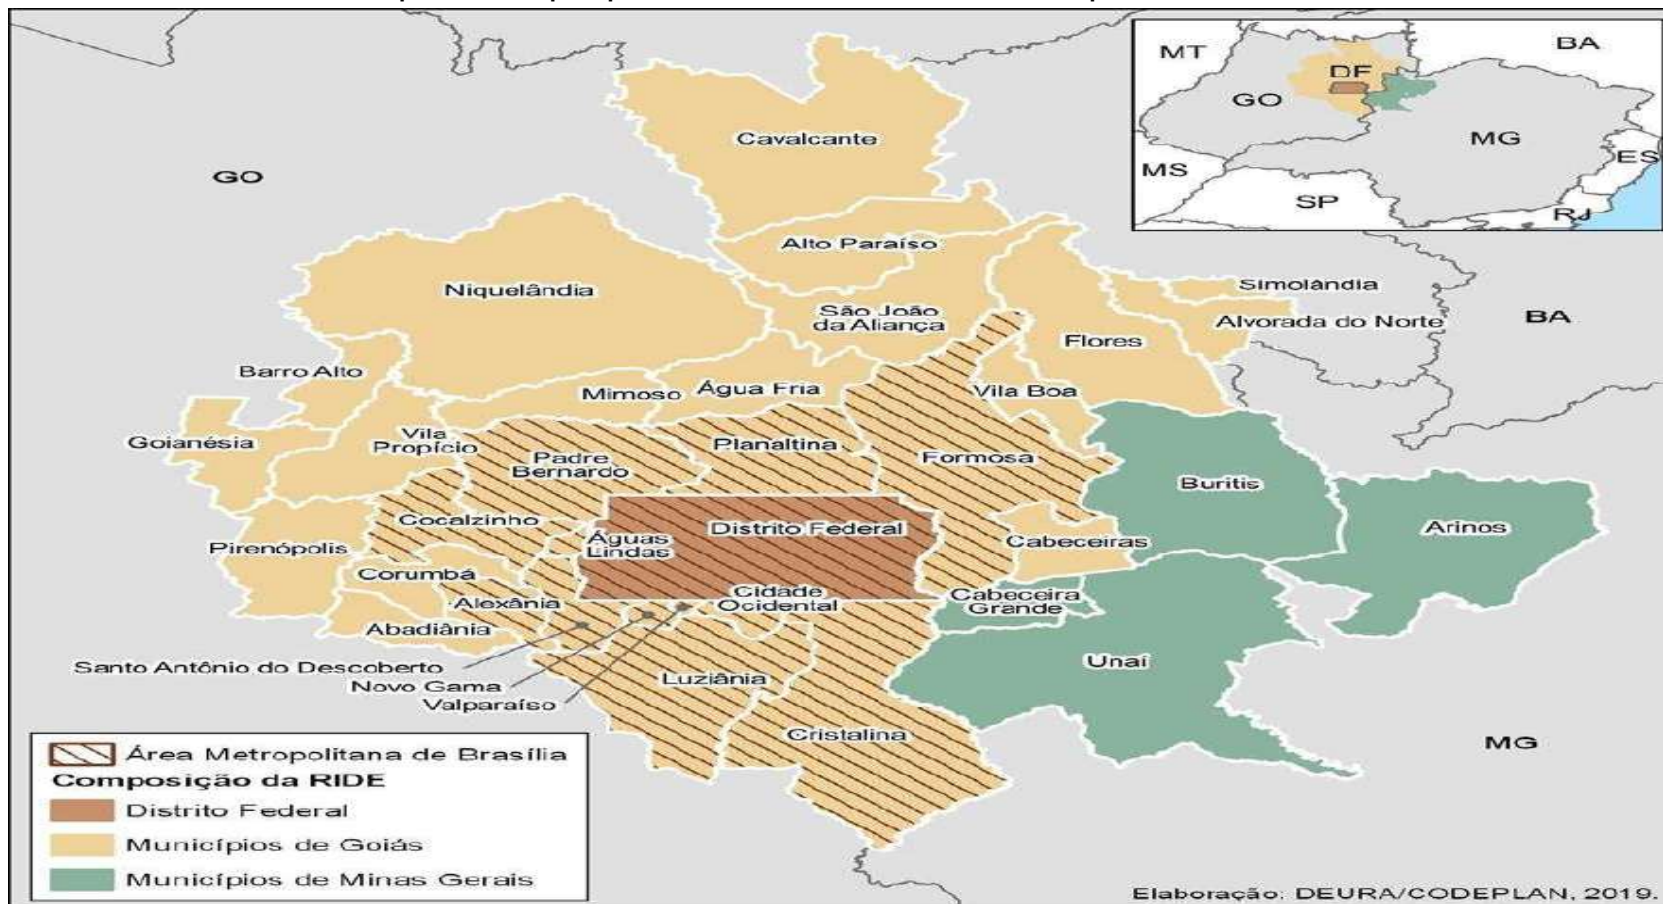 MT
BA
DF
GO
MG
ES
MS
SP
RJ
GO
Cavalcante
Alto Paraíso
Niquelândia
São João
da Aliança
Simolândia
Alvorada do Norte
BA
Flores
Barro Alto
Mimoso
Água Fria
Vila Boa
Goianésia
Vila
Propício
Padre
Bernardo
Planaltina
Formosa
Buritis
Arinos
Cocalzinho
Águas
Lindas
Distrito Federal
Cabeceiras
Pirenópolis
Corumbá
Alexânia
Cidade
Ocidental
Cabeceira
Grande
Abadiânia
Santo Antônio do Descoberto
Novo Gama
Valparaíso
Luziânia
Unaí
Cristalina
MG
Área Metropolitana de Brasília
Composição da RIDE
Distrito Federal
Municípios de Goiás
Municípios de Minas Gerais
Elaboração: DEURA/CODEPLAN, 2019.